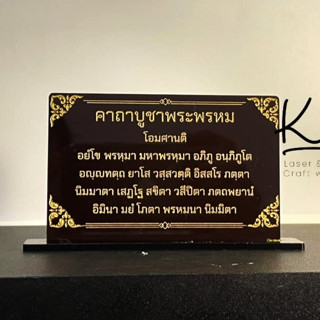 คาถาบูชาพระพรหม
โอมศานติ
อยํโข พรหฺมา มหาพรหฺมา อภิภู อนฺภิภูโต
อญฺญทตฺถุ ยาโส วสฺสวตฺติ อิสสโร ภตฺตา
นิมมาตา เสฏโฐ สชิตา วสีปิตา ภตถพยานํ
อิมินา มยํ โภตา พรหมนา นิมมิตา
K
Laser &
Craft w